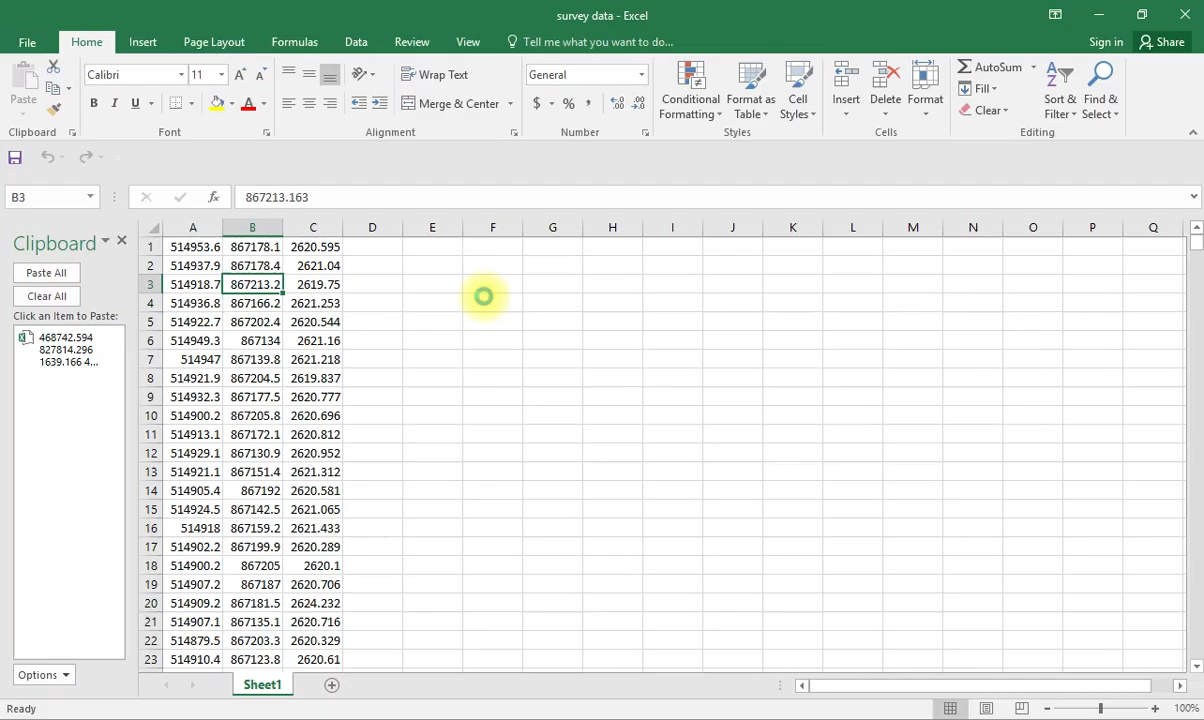 survey data - Excel
File Home Insert Page Layout Formulas Data Review View Tell me what you want to do... Sign in Share
Calibri 11 Wrap Text General AutoSum
Paste B I U Merge & Center $ % , Conditional Formatting Format as Table Cell Styles Insert Delete Format Fill Clear Sort & Filter Find & Select
Clipboard Font Alignment Number Styles Cells Editing
B3 fx 867213.163
Clipboard
Paste All
Clear All
Click an Item to Paste:
468742.594
827814.296
1639.166 4...
Options
A B C D E F G H I J K L M N O P Q
1 514953.6 867178.1 2620.595
2 514937.9 867178.4 2621.04
3 514918.7 867213.2 2619.75
4 514936.8 867166.2 2621.253
5 514922.7 867202.4 2620.544
6 514949.3 867134 2621.16
7 514947 867139.8 2621.218
8 514921.9 867204.5 2619.837
9 514932.3 867177.5 2620.777
10 514900.2 867205.8 2620.696
11 514913.1 867172.1 2620.812
12 514929.1 867130.9 2620.952
13 514921.1 867151.4 2621.312
14 514905.4 867192 2620.581
15 514924.5 867142.5 2621.065
16 514918 867159.2 2621.433
17 514902.2 867199.9 2620.289
18 514900.2 867205 2620.1
19 514907.2 867187 2620.706
20 514909.2 867181.5 2624.232
21 514907.1 867135.1 2620.716
22 514879.5 867203.3 2620.329
23 514910.4 867123.8 2620.61
Sheet1
Ready 100%